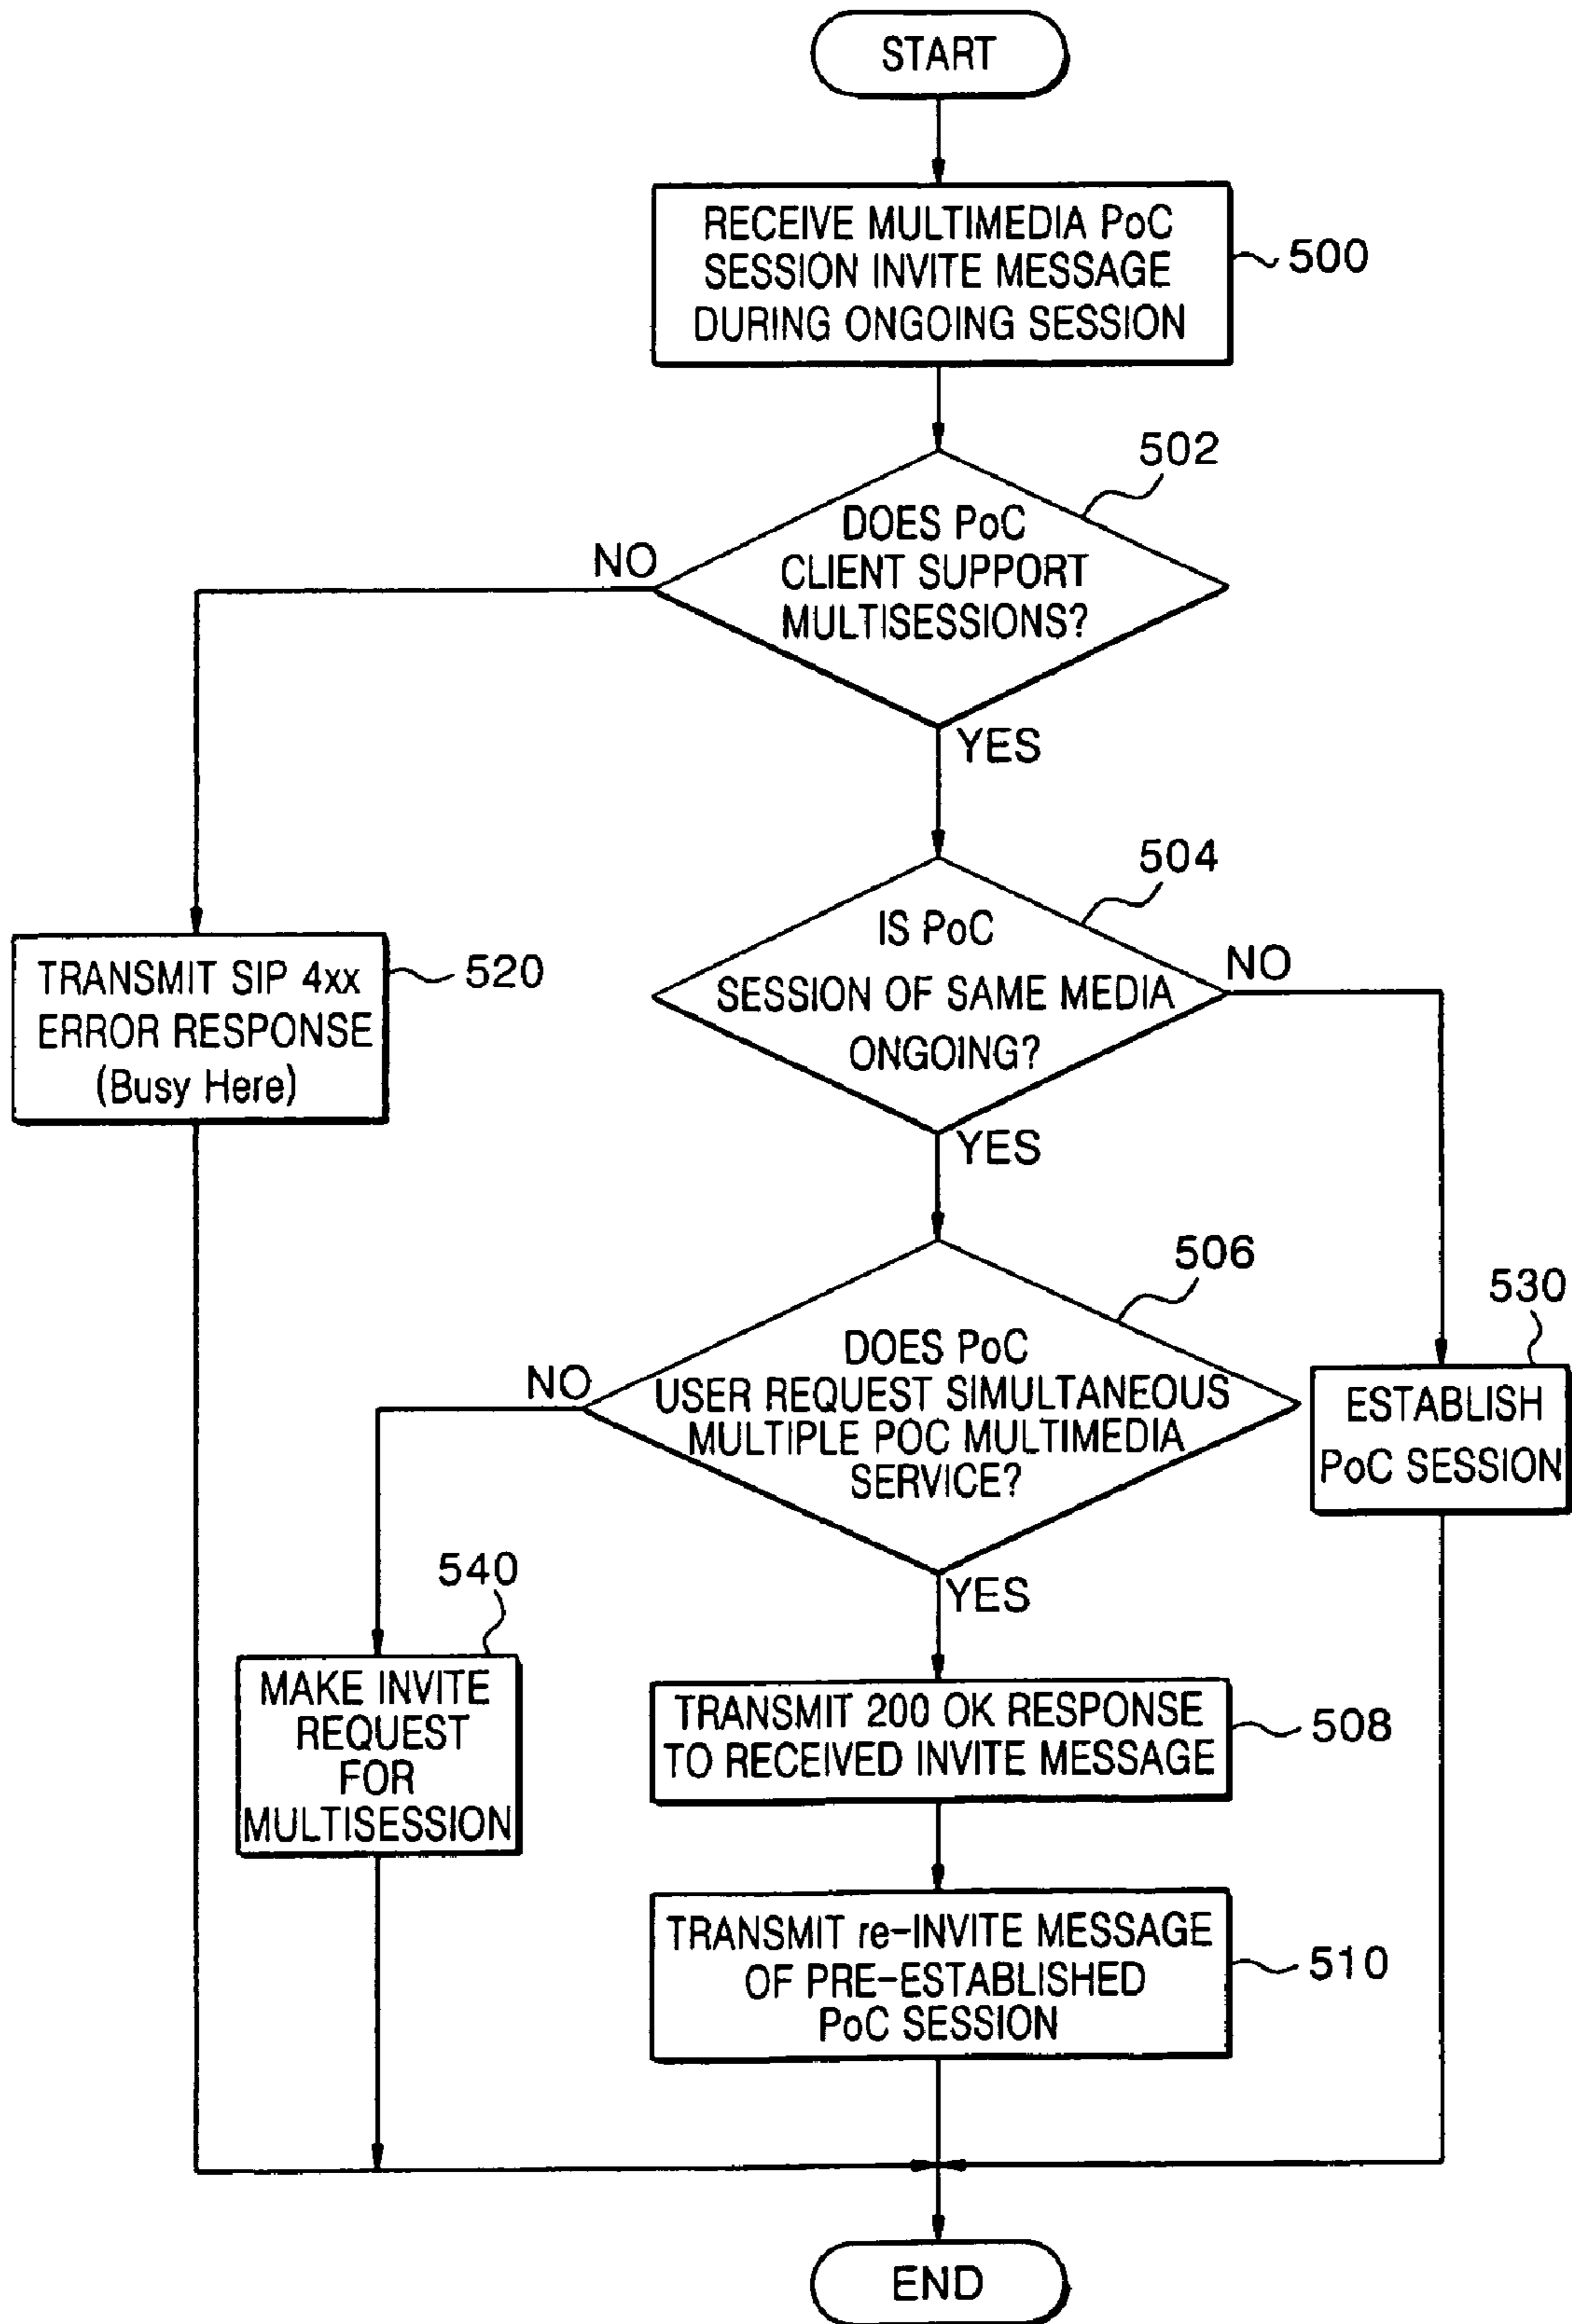 START
RECEIVE MULTIMEDIA PoC
SESSION INVITE MESSAGE
DURING ONGOING SESSION
500
502
DOES PoC
CLIENT SUPPORT
MULTISESSIONS?
NO
YES
504
IS PoC
SESSION OF SAME MEDIA
ONGOING?
NO
YES
TRANSMIT SIP 4xx
ERROR RESPONSE
(Busy Here)
520
506
DOES PoC
USER REQUEST SIMULTANEOUS
MULTIPLE POC MULTIMEDIA
SERVICE?
NO
YES
530
ESTABLISH
PoC SESSION
540
MAKE INVITE
REQUEST
FOR
MULTISESSION
TRANSMIT 200 OK RESPONSE
TO RECEIVED INVITE MESSAGE
508
TRANSMIT re-INVITE MESSAGE
OF PRE-ESTABLISHED
PoC SESSION
510
END